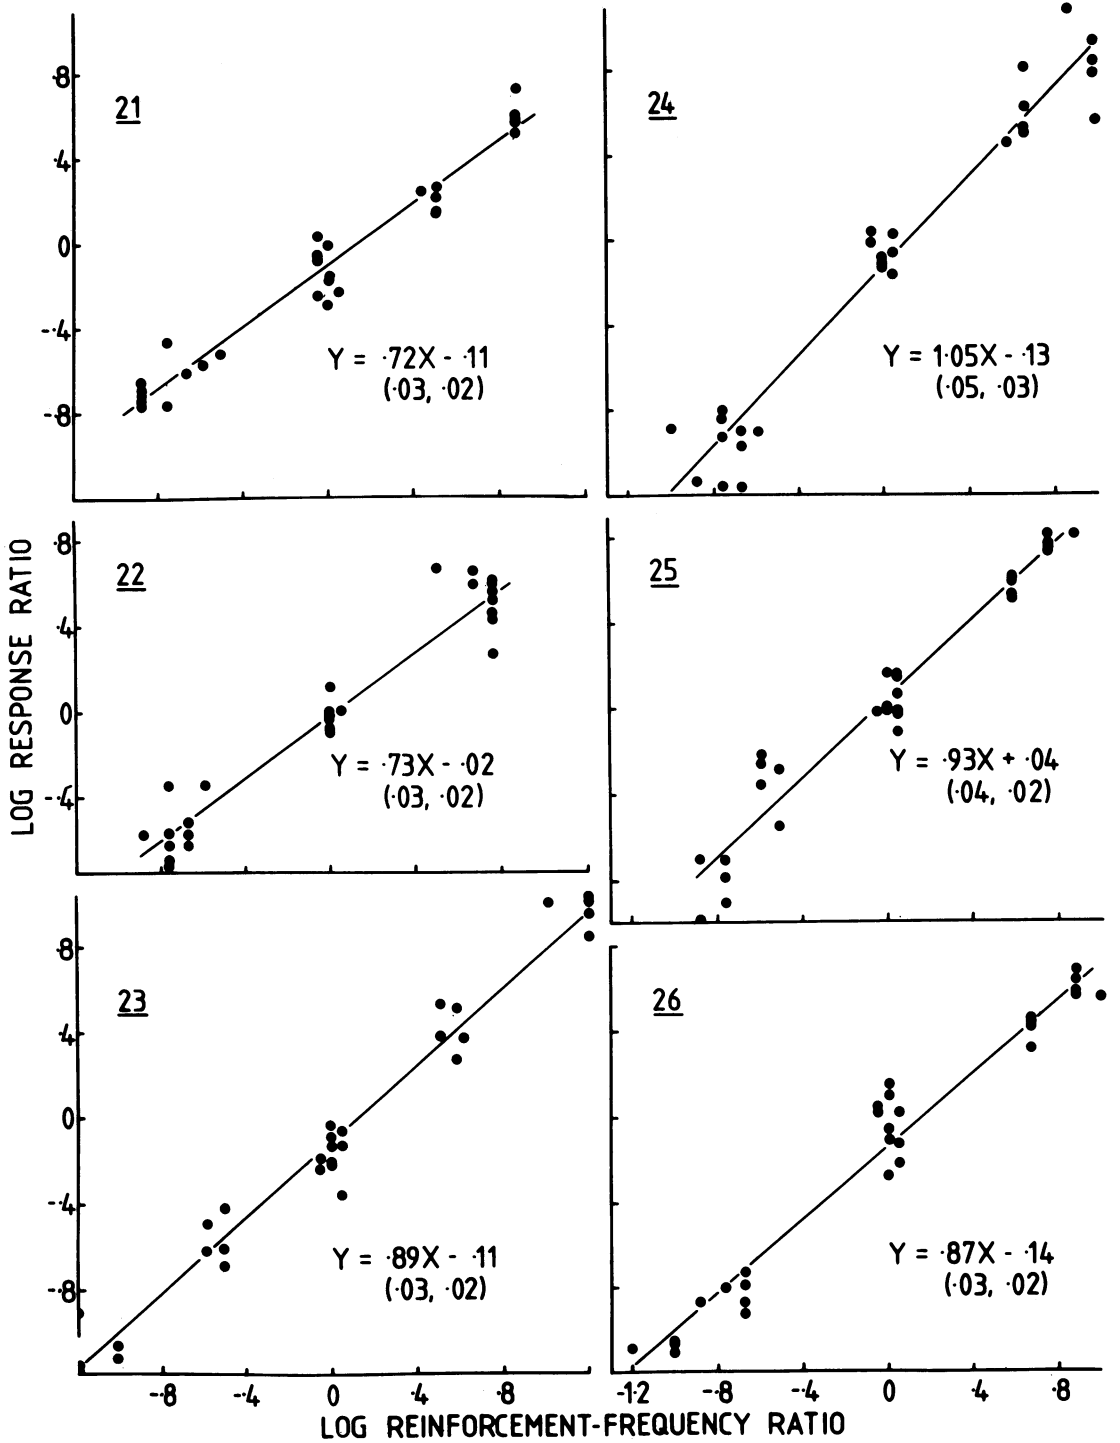 ·8
·4
0
-·4
-·8
21
Y = ·72X - ·11
(·03, ·02)
24
Y = 1·05X - ·13
(·05, ·03)
LOG RESPONSE RATIO
·8
·4
0
-·4
22
Y = ·73X - ·02
(·03, ·02)
25
Y = ·93X + ·04
(·04, ·02)
·8
·4
0
-·4
-·8
23
Y = ·89X - ·11
(·03, ·02)
26
Y = ·87X - ·14
(·03, ·02)
-·8 -·4 0 ·4 ·8
-1·2 -·8 -·4 0 ·4 ·8
LOG REINFORCEMENT-FREQUENCY RATIO